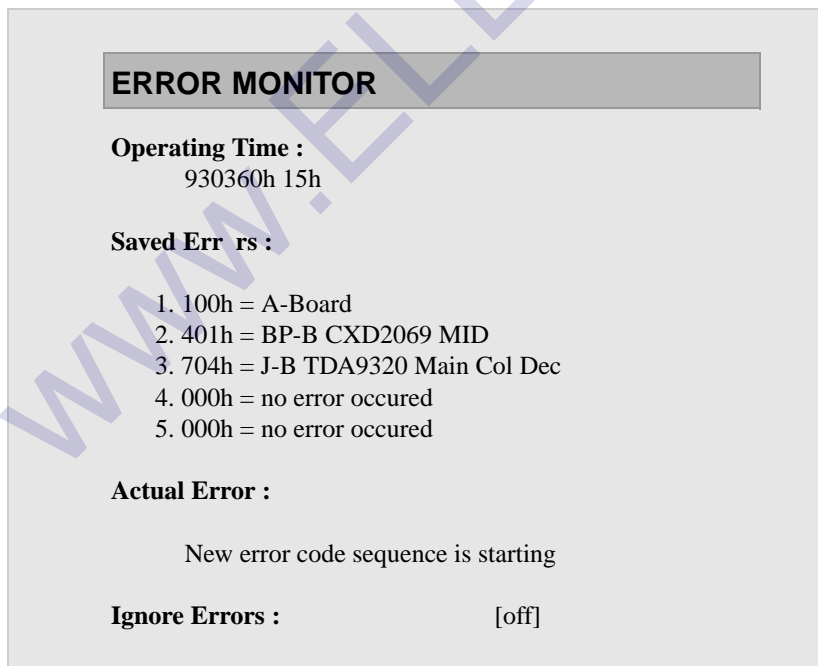 ERROR MONITOR
Operating Time :
930360h 15h
Saved Err rs :
1. 100h = A-Board
2. 401h = BP-B CXD2069 MID
3. 704h = J-B TDA9320 Main Col Dec
4. 000h = no error occured
5. 000h = no error occured
Actual Error :
New error code sequence is starting
Ignore Errors : [off]
www.EL